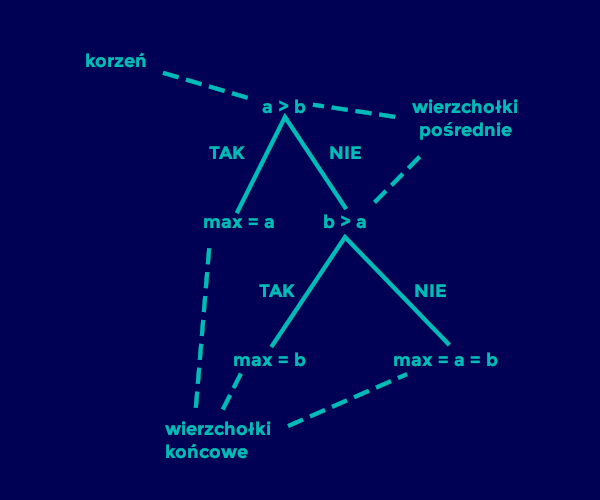 korzeń
a > b
wierzchołki
pośrednie
TAK
NIE
max = a
b > a
TAK
NIE
max = b
max = a = b
wierzchołki
końcowe